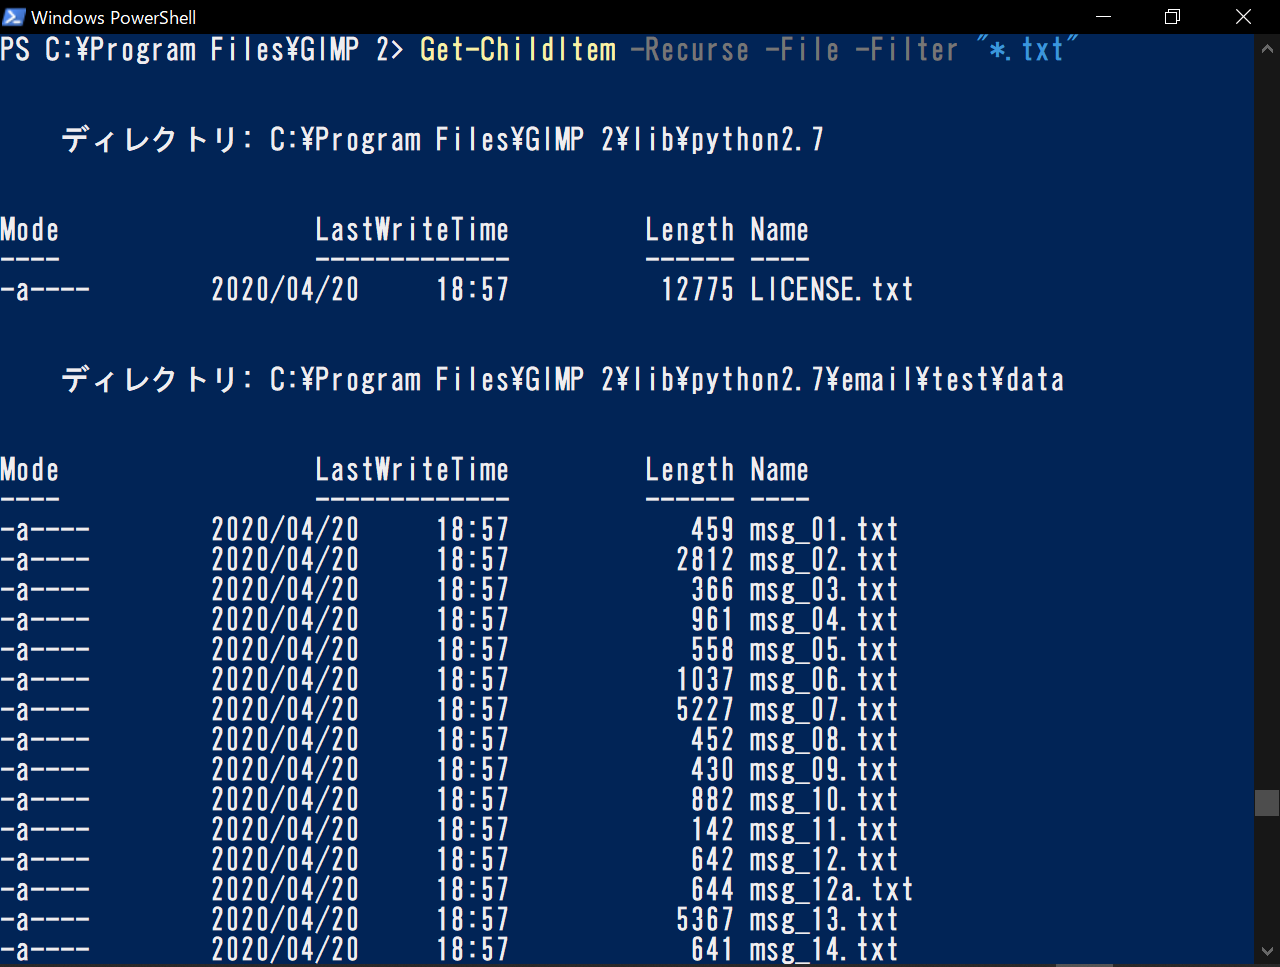 Windows PowerShell
PS C:¥Program Files¥GIMP 2> Get-ChildItem -Recurse -File -Filter "*.txt"
ディレクトリ: C:¥Program Files¥GIMP 2¥lib¥python2.7
Mode LastWriteTime Length Name
---- ------------- ------ ----
-a---- 2020/04/20 18:57 12775 LICENSE.txt
ディレクトリ: C:¥Program Files¥GIMP 2¥lib¥python2.7¥email¥test¥data
Mode LastWriteTime Length Name
---- ------------- ------ ----
-a---- 2020/04/20 18:57 459 msg_01.txt
-a---- 2020/04/20 18:57 2812 msg_02.txt
-a---- 2020/04/20 18:57 366 msg_03.txt
-a---- 2020/04/20 18:57 961 msg_04.txt
-a---- 2020/04/20 18:57 558 msg_05.txt
-a---- 2020/04/20 18:57 1037 msg_06.txt
-a---- 2020/04/20 18:57 5227 msg_07.txt
-a---- 2020/04/20 18:57 452 msg_08.txt
-a---- 2020/04/20 18:57 430 msg_09.txt
-a---- 2020/04/20 18:57 882 msg_10.txt
-a---- 2020/04/20 18:57 142 msg_11.txt
-a---- 2020/04/20 18:57 642 msg_12.txt
-a---- 2020/04/20 18:57 644 msg_12a.txt
-a---- 2020/04/20 18:57 5367 msg_13.txt
-a---- 2020/04/20 18:57 641 msg_14.txt